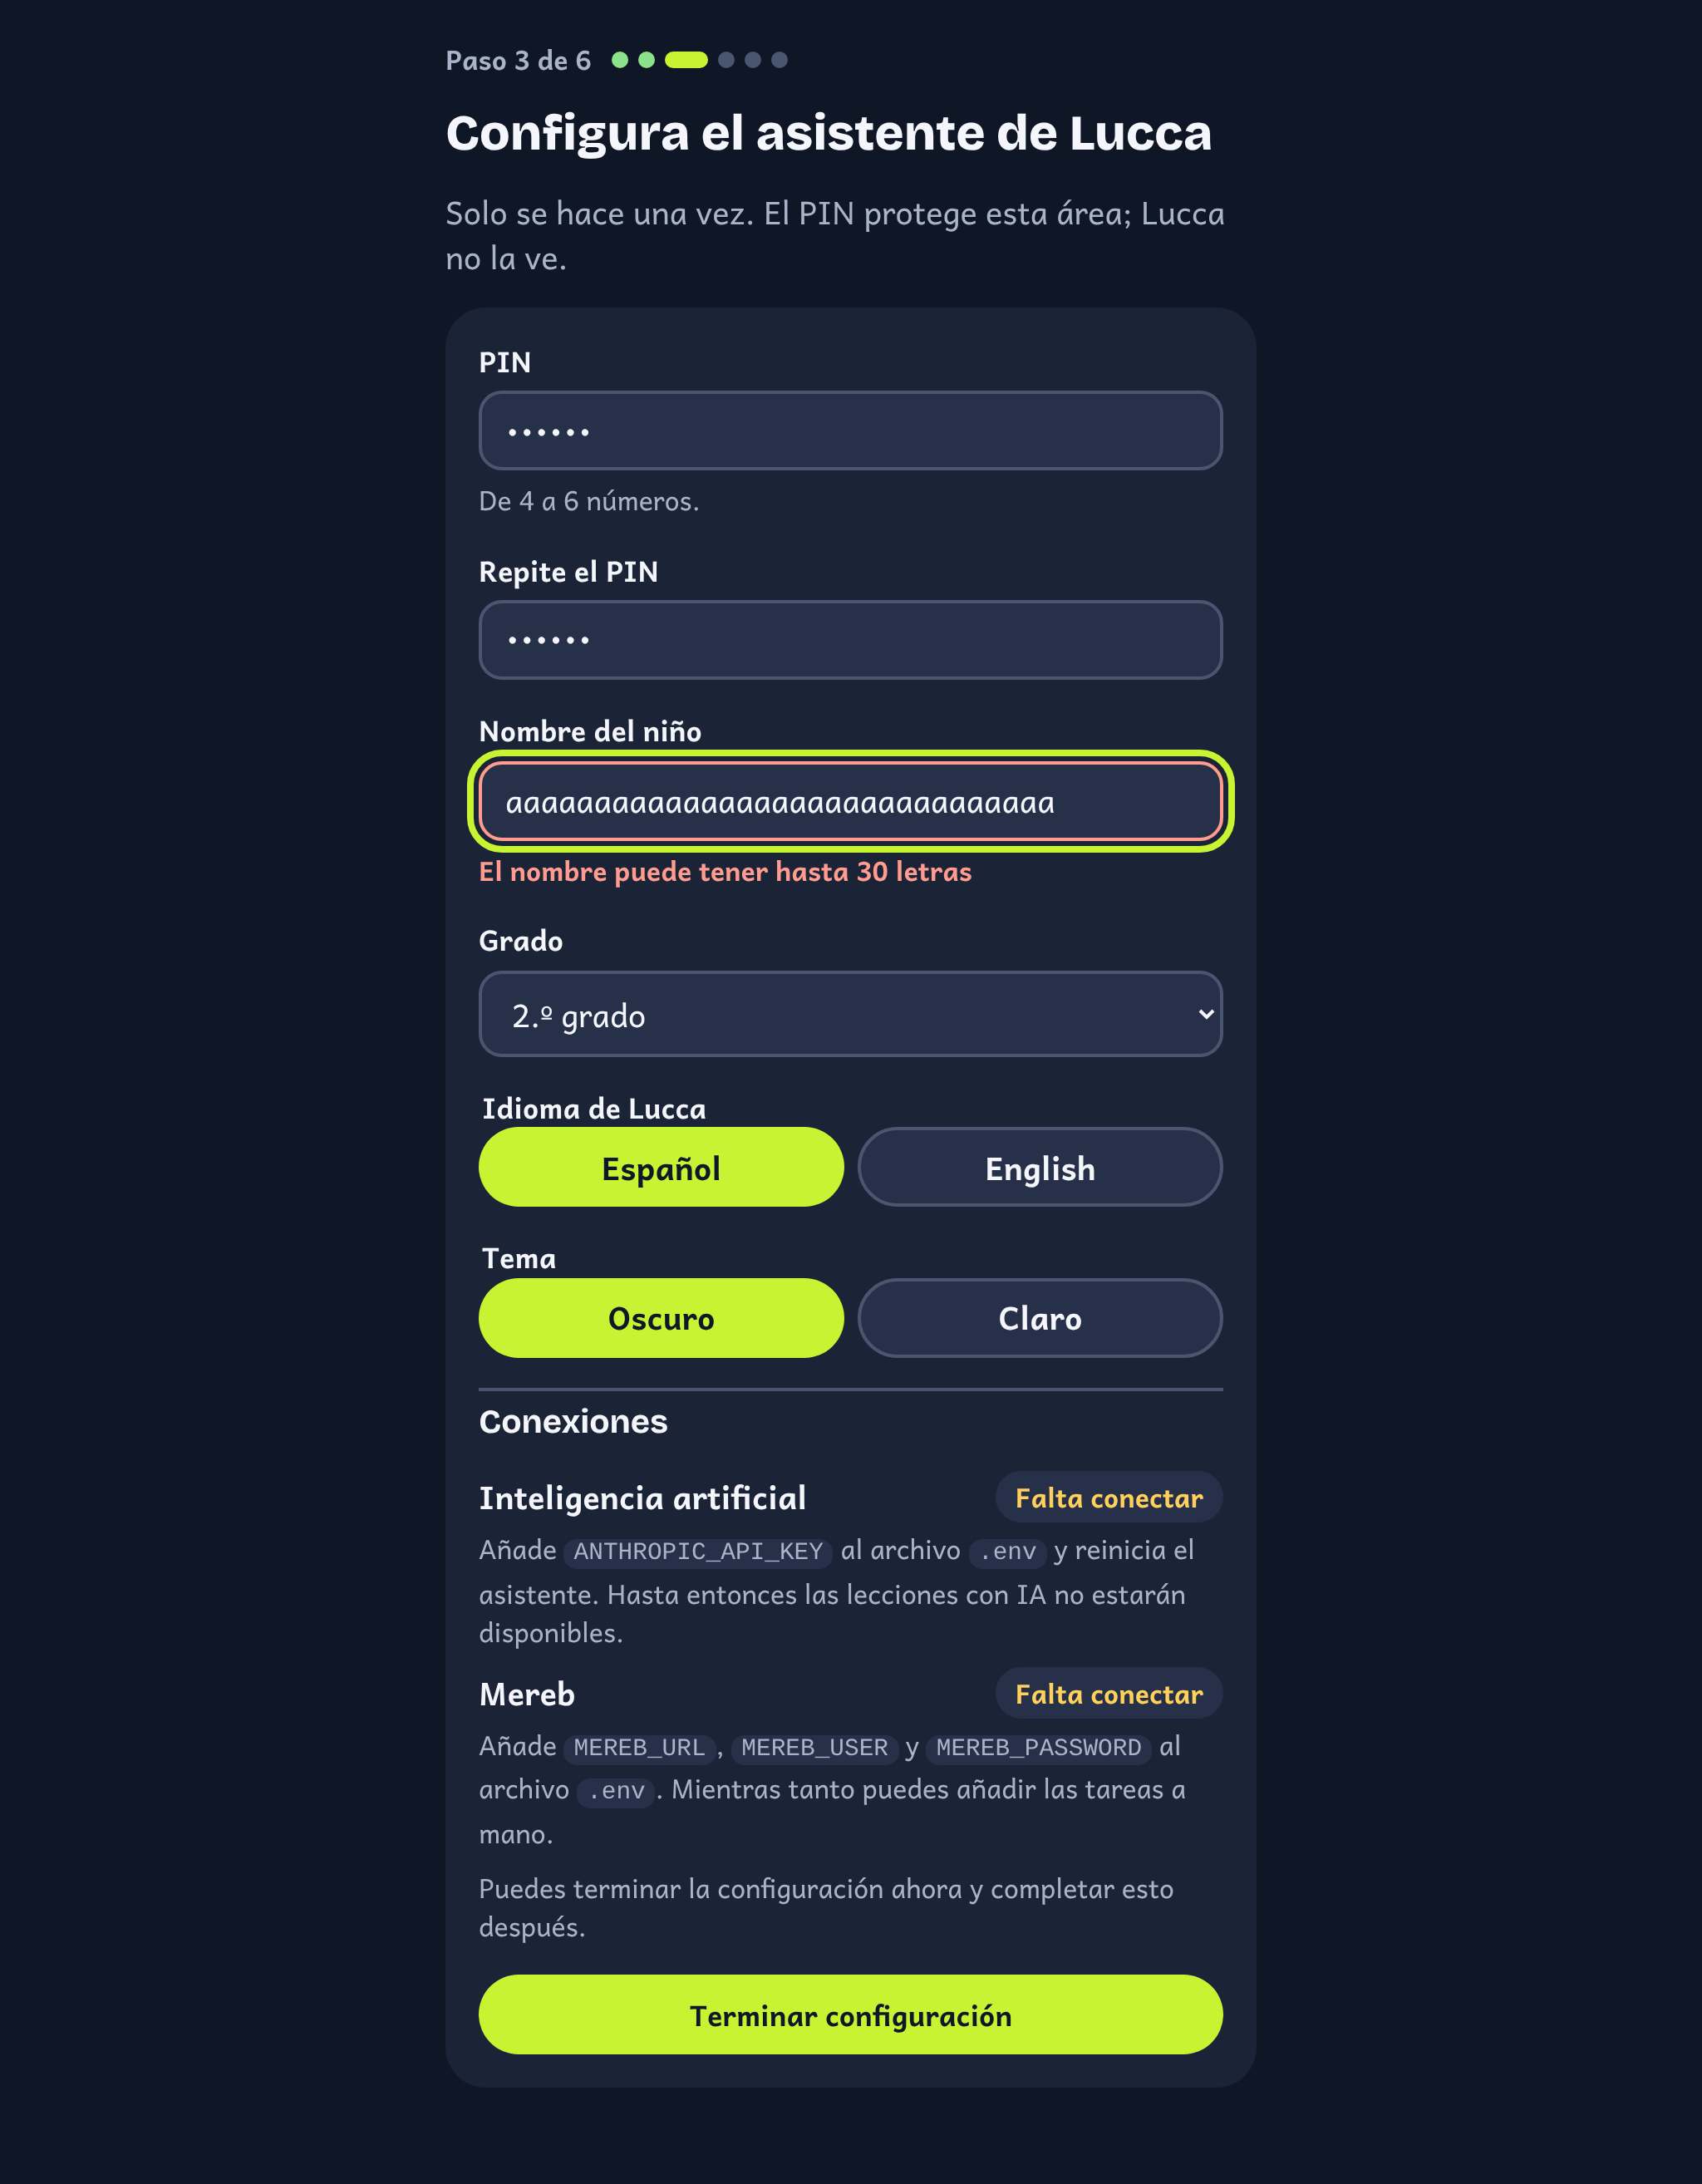 Paso 3 de 6
Configura el asistente de Lucca
Solo se hace una vez. El PIN protege esta área; Lucca
no la ve.
PIN
••••••
De 4 a 6 números.
Repite el PIN
••••••
Nombre del niño
aaaaaaaaaaaaaaaaaaaaaaaaaaaaaaa
El nombre puede tener hasta 30 letras
Grado
2.º grado
Idioma de Lucca
Español
English
Tema
Oscuro
Claro
Conexiones
Inteligencia artificial
Falta conectar
Añade ANTHROPIC_API_KEY al archivo .env y reinicia el
asistente. Hasta entonces las lecciones con IA no estarán
disponibles.
Mereb
Falta conectar
Añade MEREB_URL, MEREB_USER y MEREB_PASSWORD al
archivo .env. Mientras tanto puedes añadir las tareas a
mano.
Puedes terminar la configuración ahora y completar esto
después.
Terminar configuración